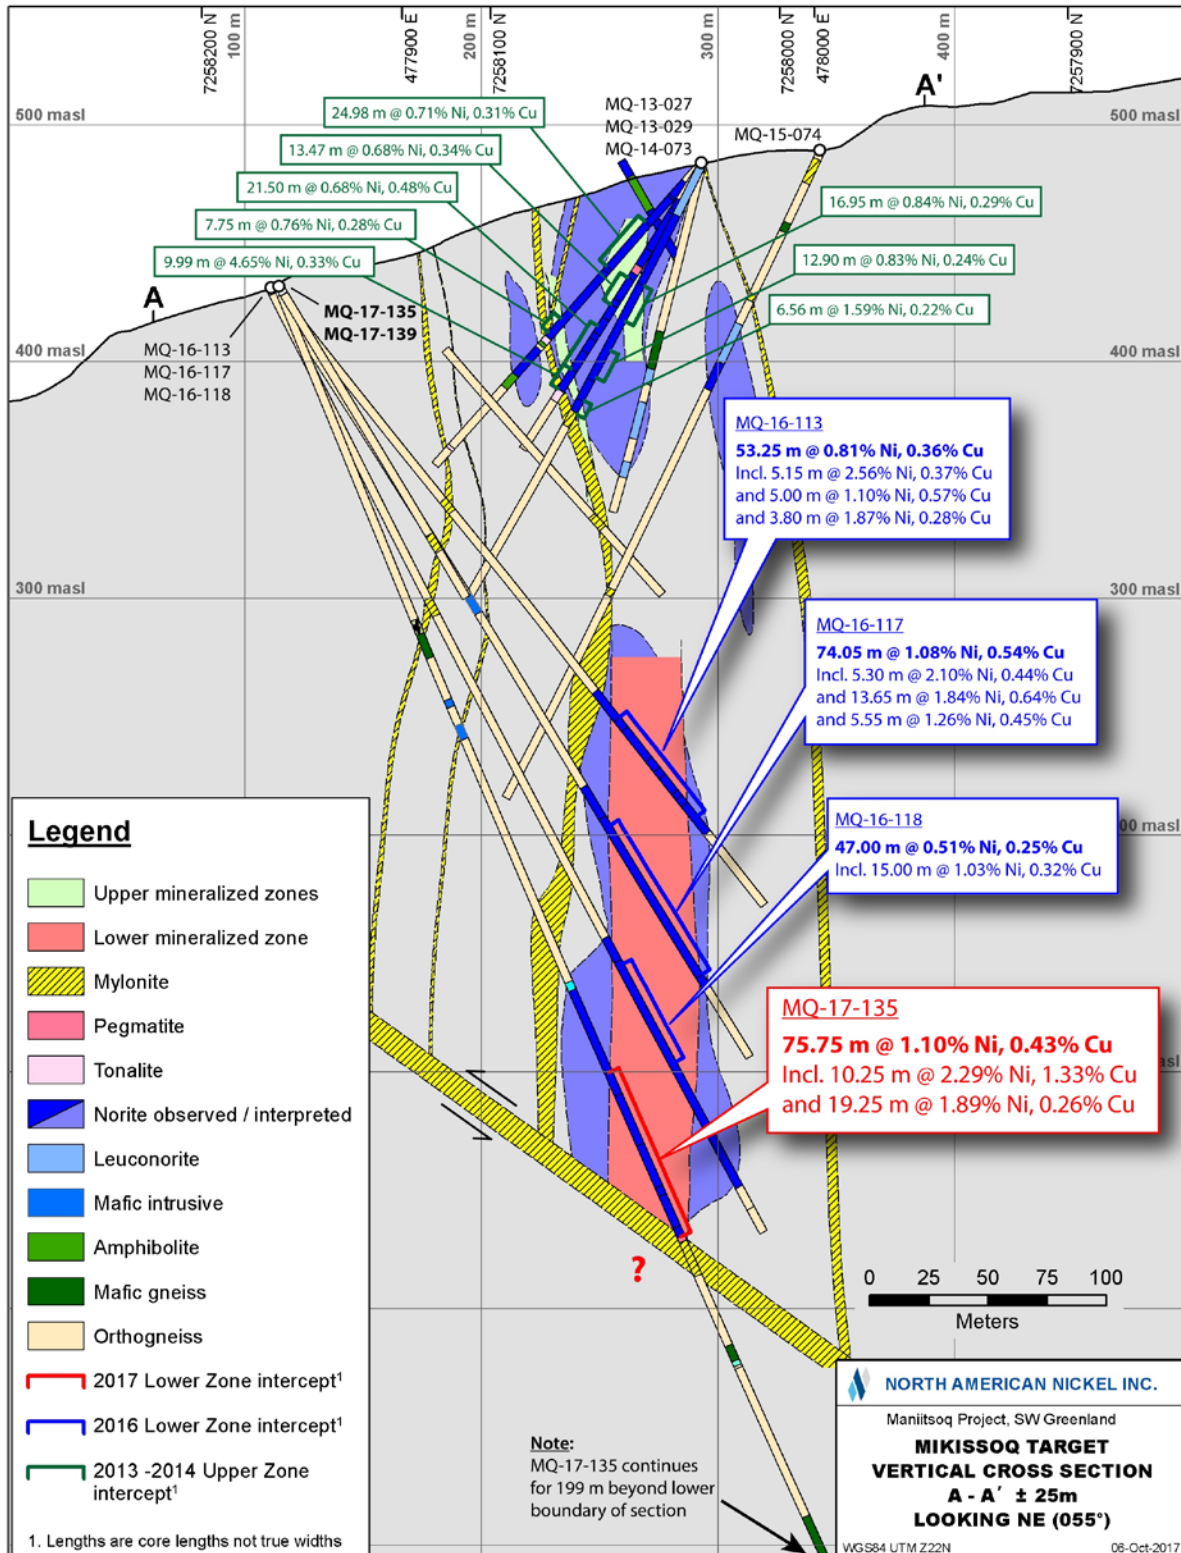 7258200 N
100 m
477900 E
200 m
7258100 N
300 m
7258000 N
478000 E
400 m
7257900 N
A'
500 masl
500 masl
MQ-13-027
MQ-13-029
MQ-14-073
MQ-15-074
24.98 m @ 0.71% Ni, 0.31% Cu
13.47 m @ 0.68% Ni, 0.34% Cu
21.50 m @ 0.68% Ni, 0.48% Cu
7.75 m @ 0.76% Ni, 0.28% Cu
9.99 m @ 4.65% Ni, 0.33% Cu
16.95 m @ 0.84% Ni, 0.29% Cu
12.90 m @ 0.83% Ni, 0.24% Cu
6.56 m @ 1.59% Ni, 0.22% Cu
A
MQ-17-135
MQ-17-139
MQ-16-113
MQ-16-117
MQ-16-118
400 masl
400 masl
MQ-16-113
53.25 m @ 0.81% Ni, 0.36% Cu
Incl. 5.15 m @ 2.56% Ni, 0.37% Cu
and 5.00 m @ 1.10% Ni, 0.57% Cu
and 3.80 m @ 1.87% Ni, 0.28% Cu
300 masl
300 masl
MQ-16-117
74.05 m @ 1.08% Ni, 0.54% Cu
Incl. 5.30 m @ 2.10% Ni, 0.44% Cu
and 13.65 m @ 1.84% Ni, 0.64% Cu
and 5.55 m @ 1.26% Ni, 0.45% Cu
00 masl
MQ-16-118
47.00 m @ 0.51% Ni, 0.25% Cu
Incl. 15.00 m @ 1.03% Ni, 0.32% Cu
MQ-17-135
75.75 m @ 1.10% Ni, 0.43% Cu
Incl. 10.25 m @ 2.29% Ni, 1.33% Cu
and 19.25 m @ 1.89% Ni, 0.26% Cu
?
Legend
Upper mineralized zones
Lower mineralized zone
Mylonite
Pegmatite
Tonalite
Norite observed / interpreted
Leuconorite
Mafic intrusive
Amphibolite
Mafic gneiss
Orthogneiss
2017 Lower Zone intercept¹
2016 Lower Zone intercept¹
2013 -2014 Upper Zone
intercept¹
1. Lengths are core lengths not true widths
0 25 50 75 100
Meters
Note:
MQ-17-135 continues
for 199 m beyond lower
boundary of section
NORTH AMERICAN NICKEL INC.
Maniitsoq Project, SW Greenland
MIKISSOQ TARGET
VERTICAL CROSS SECTION
A - A' ± 25m
LOOKING NE (055°)
WGS84 UTM Z22N
06-Oct-2017